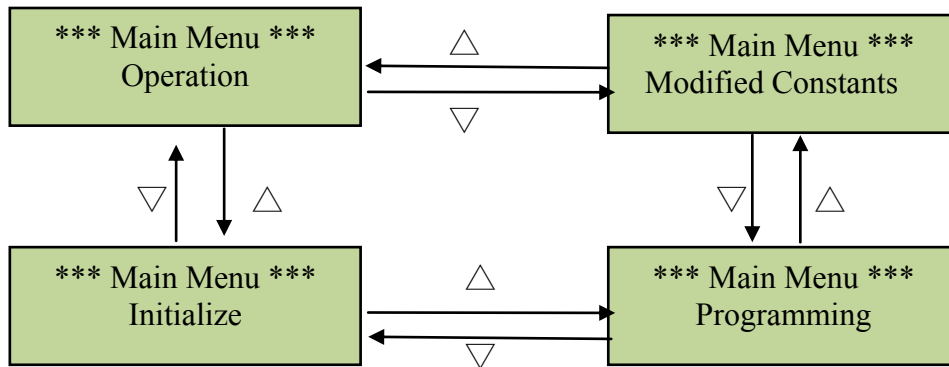 *** Main Menu ***
Operation
*** Main Menu ***
Modified Constants
*** Main Menu ***
Initialize
*** Main Menu ***
Programming